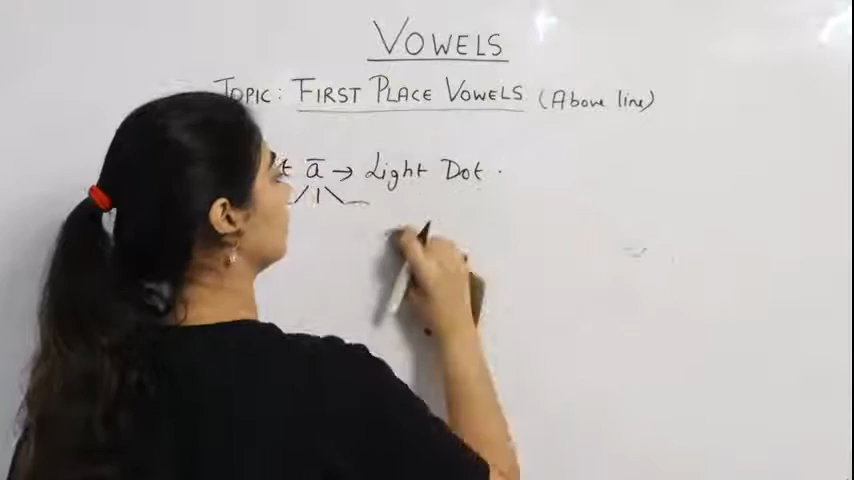 VOWELS
TOPIC: FIRST PLACE VOWELS (Above line)
ā → Light Dot .